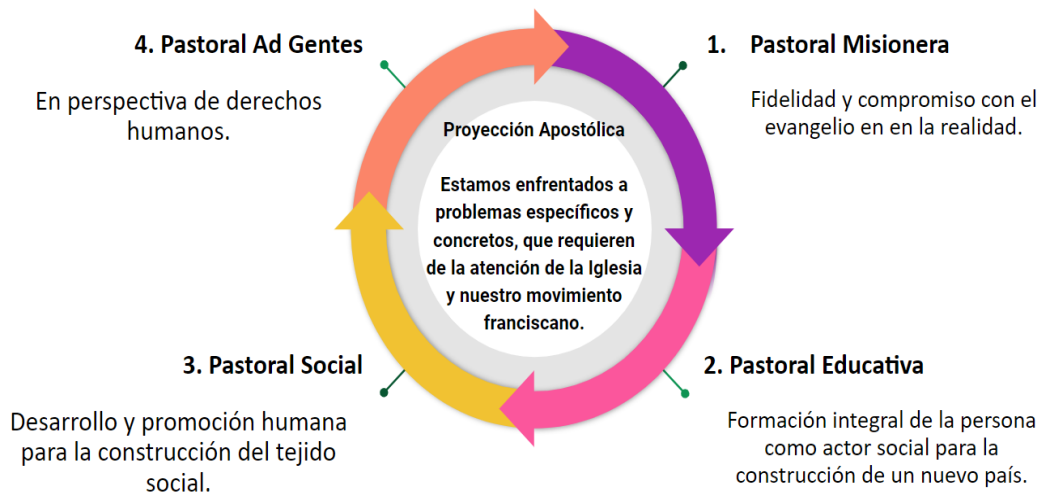 4. Pastoral Ad Gentes
En perspectiva de derechos
humanos.
1. Pastoral Misionera
Fidelidad y compromiso con el
evangelio en en la realidad.
Proyección Apostólica
Estamos enfrentados a
problemas específicos y
concretos, que requieren
de la atención de la Iglesia
y nuestro movimiento
franciscano.
3. Pastoral Social
Desarrollo y promoción humana
para la construcción del tejido
social.
2. Pastoral Educativa
Formación integral de la persona
como actor social para la
construcción de un nuevo país.